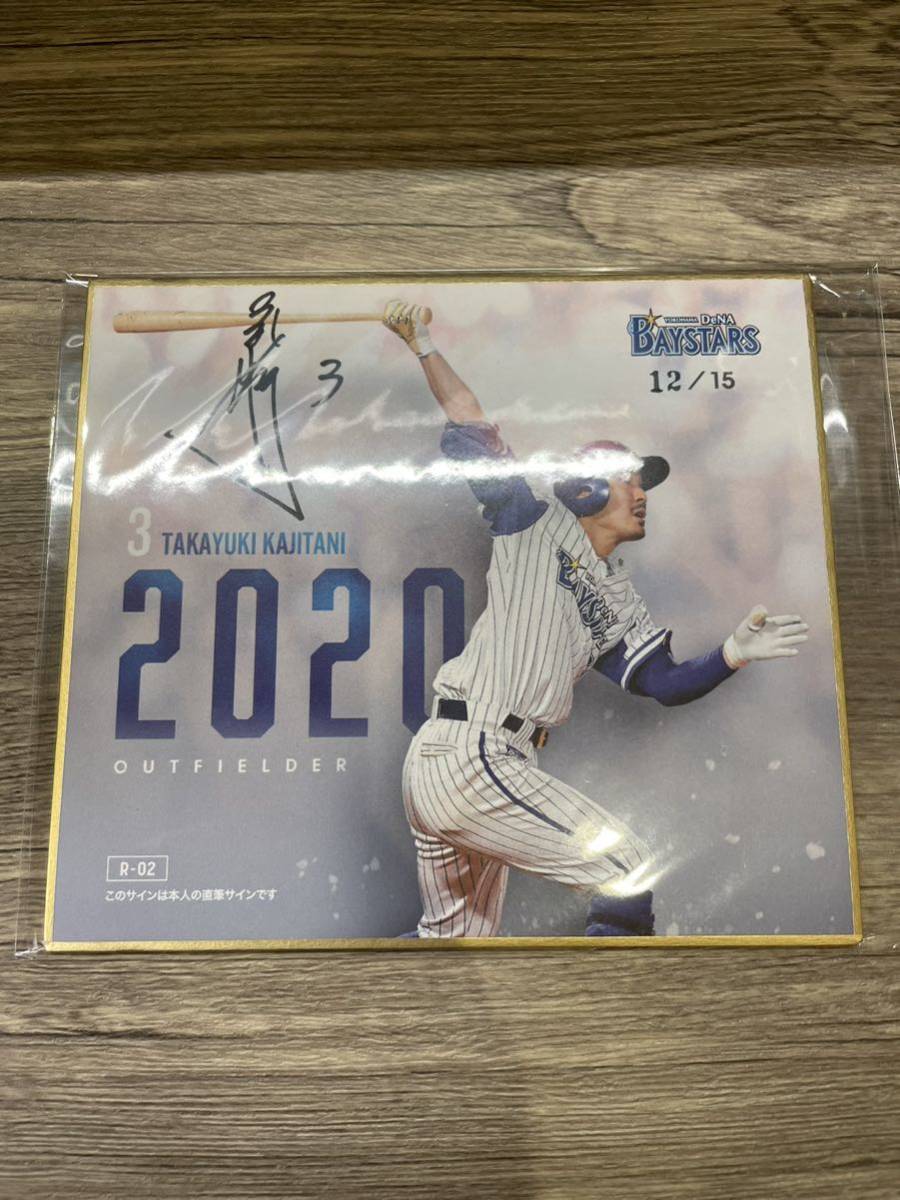 YOKOHAMA DeNA
BAYSTARS
12/15
3
3 TAKAYUKI KAJITANI
2020
OUTFIELDER
R-02
このサインは本人の直筆サインです